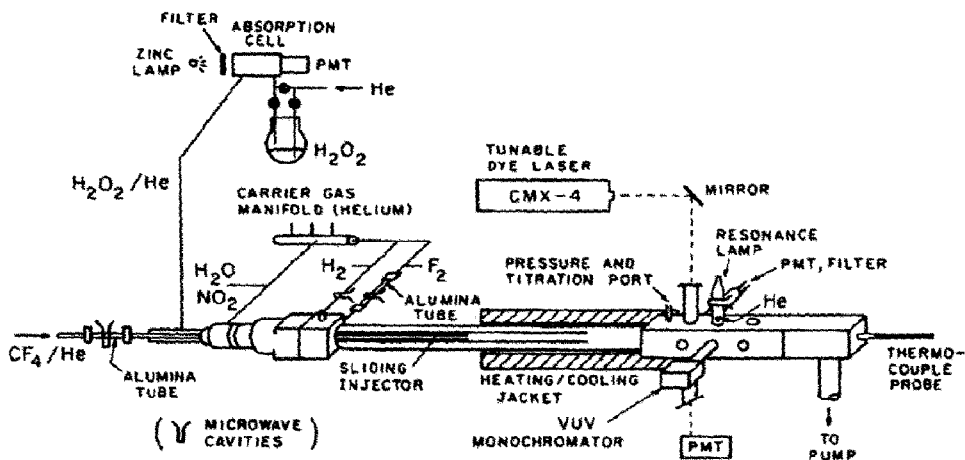 FILTER
ABSORPTION
CELL
ZINC
LAMP
PMT
He
H₂O₂
H₂O₂/He
CARRIER GAS
MANIFOLD (HELIUM)
TUNABLE
DYE LASER
CMX-4
MIRROR
RESONANCE
LAMP
PMT, FILTER
PRESSURE AND
TITRATION PORT
He
H₂O
NO₂
H₂
F₂
ALUMINA
TUBE
CF₄/He
ALUMINA
TUBE
SLIDING
INJECTOR
HEATING/COOLING
JACKET
THERMO-
COUPLE
PROBE
( MICROWAVE
CAVITIES )
VUV
MONOCHROMATOR
PMT
TO
PUMP